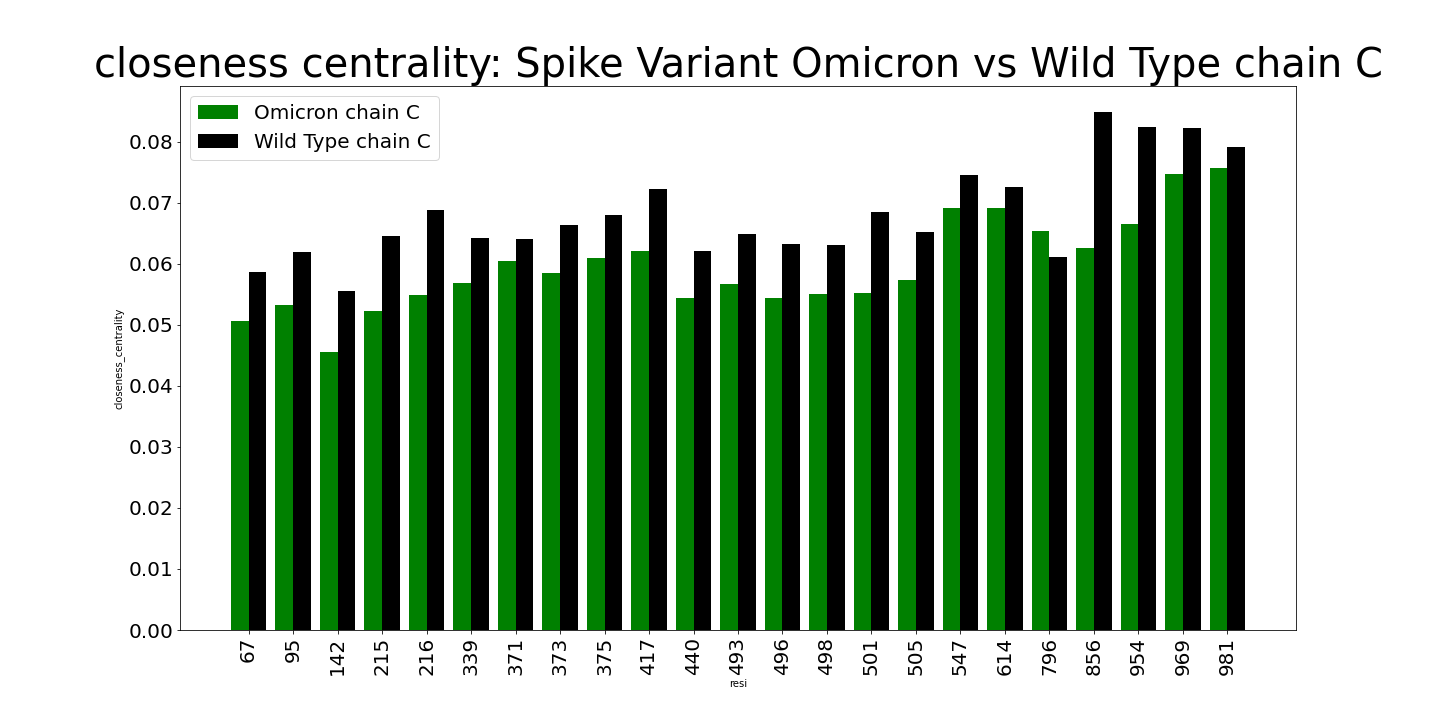 closeness centrality: Spike Variant Omicron vs Wild Type chain C
Omicron chain C
Wild Type chain C
closeness_centrality
0.08
0.07
0.06
0.05
0.04
0.03
0.02
0.01
0.00
67 95 142 215 216 339 371 373 375 417 440 493 496 498 501 505 547 614 796 856 954 969 981
resi